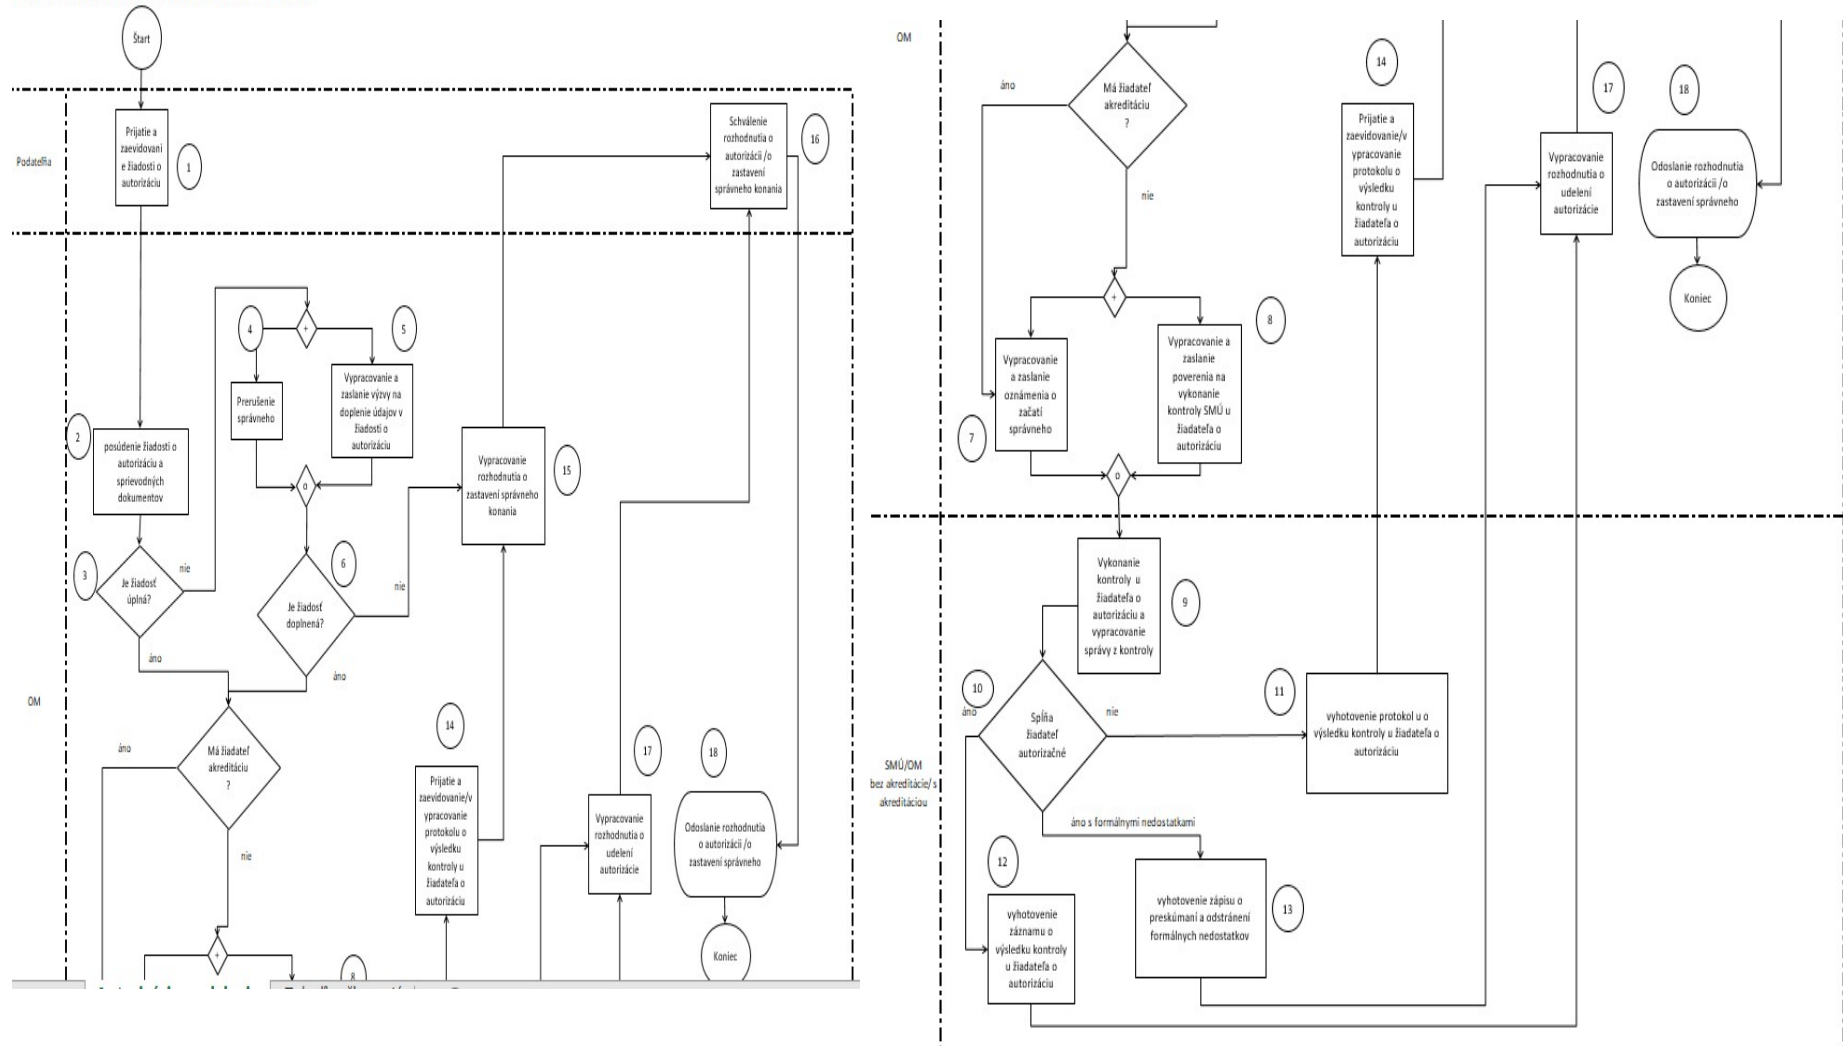 Štart
Prijatie a
zaevidovani
e žiadosti o
autorizáciu
1
Podateľňa
Schválenie
rozhodnutia o
autorizácii /o
zastavení
správneho konania
16
4
+
5
Prerušenie
správneho
Vypracovanie a
zaslanie výzvy na
doplenie údajov v
žiadosti o
autorizáciu
2
posúdenie žiadosti o
autorizáciu a
sprievodných
dokumentov
o
Vypracovanie
rozhodnutia o
zastavení správneho
konania
15
3
Je žiadosť
úplná?
nie
6
Je žiadosť
doplnená?
nie
áno
áno
OM
Má žiadateľ
akreditáciu
?
áno
nie
14
Prijatie a
zaevidovanie/v
ypracovanie
protokolu o
výsledku
kontroly u
žiadateľa o
autorizáciu
17
Vypracovanie
rozhodnutia o
udelení
autorizácie
18
Odoslanie rozhodnutia
o autorizácii /o
zastavení správneho
Koniec
+
8
OM
Má žiadateľ
akreditáciu
?
áno
nie
14
Prijatie a
zaevidovanie/v
ypracovanie
protokolu o
výsledku
kontroly u
žiadateľa o
autorizáciu
17
Vypracovanie
rozhodnutia o
udelení
autorizácie
18
Odoslanie rozhodnutia
o autorizácii /o
zastavení správneho
Koniec
+
Vypracovanie
a zaslanie
oznámenia o
začatí
správneho
7
Vypracovanie a
zaslanie
poverenia na
vykonanie
kontroly SMÚ u
žiadateľa o
autorizáciu
8
o
Vykonanie
kontroly u
žiadateľa o
autorizáciu a
vypracovanie
správy z kontroly
9
10
áno
Spĺňa
žiadateľ
autorizačné
nie
11
vyhotovenie protokol u o
výsledku kontroly u žiadateľa o
autorizáciu
SMÚ/OM
bez akreditácie/ s
akreditáciou
áno s formálnymi nedostatkami
12
vyhotovenie
záznamu o
výsledku kontroly
u žiadateľa o
autorizáciu
vyhotovenie zápisu o
preskúmaní a odstránení
formálnych nedostatkov
13